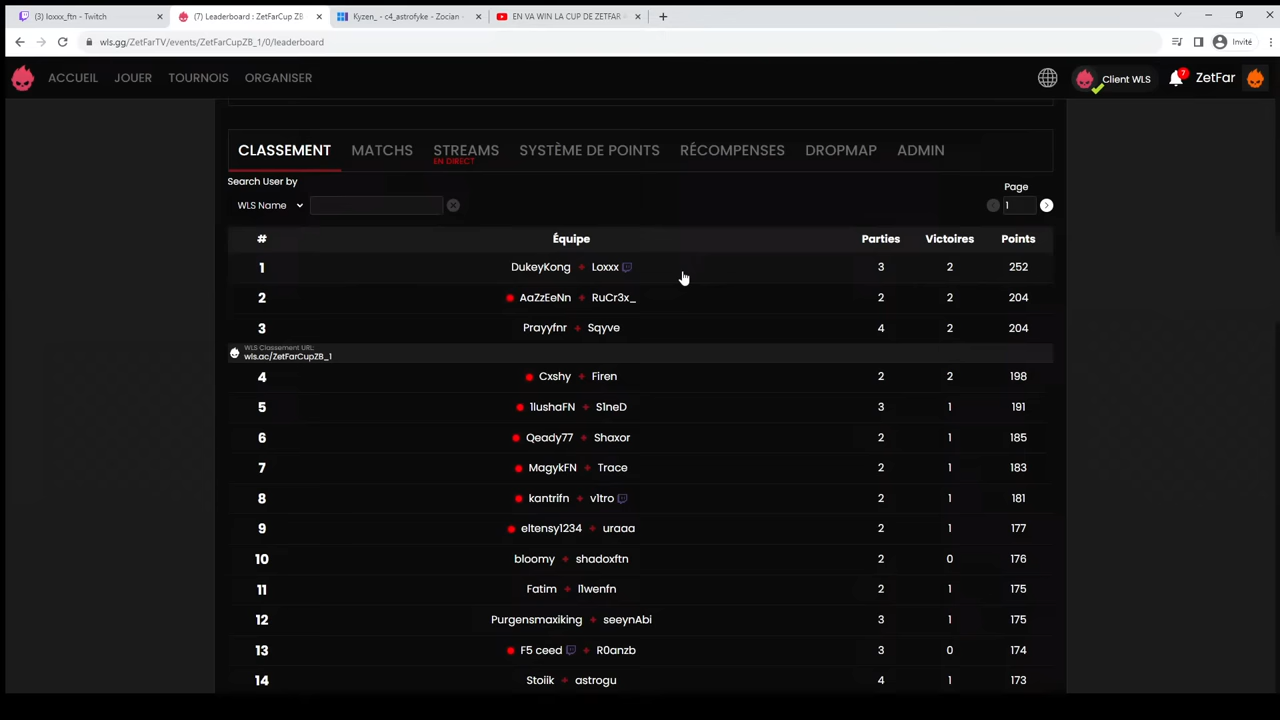 (3) loxxx_ftn - Twitch
(7) Leaderboard : ZetFarCup ZB
Kyzen_ - c4_astrofyke - Zocian -
EN VA WIN LA CUP DE ZETFAR
wls.gg/ZetFarTV/events/ZetFarCupZB_1/0/leaderboard
Invité
ACCUEIL JOUER TOURNOIS ORGANISER
Client WLS
7
ZetFar
CLASSEMENT MATCHS STREAMS SYSTÈME DE POINTS RÉCOMPENSES DROPMAP ADMIN
EN DIRECT
Search User by
Page
WLS Name
1
# Équipe Parties Victoires Points
1 DukeyKong + Loxxx 3 2 252
2 AaZzEeNn + RuCr3x_ 2 2 204
3 Prayyfnr + Sqyve 4 2 204
WLS Classement URL:
wls.ac/ZetFarCupZB_1
4 Cxshy + Firen 2 2 198
5 1lushaFN + S1neD 3 1 191
6 Qeady77 + Shaxor 2 1 185
7 MagykFN + Trace 2 1 183
8 kantrifn + v1tro 2 1 181
9 eltensy1234 + uraaa 2 1 177
10 bloomy + shadoxftn 2 0 176
11 Fatim + l1wenfn 2 1 175
12 Purgensmaxiking + seeynAbi 3 1 175
13 F5 ceed + R0anzb 3 0 174
14 Stoiik + astrogu 4 1 173